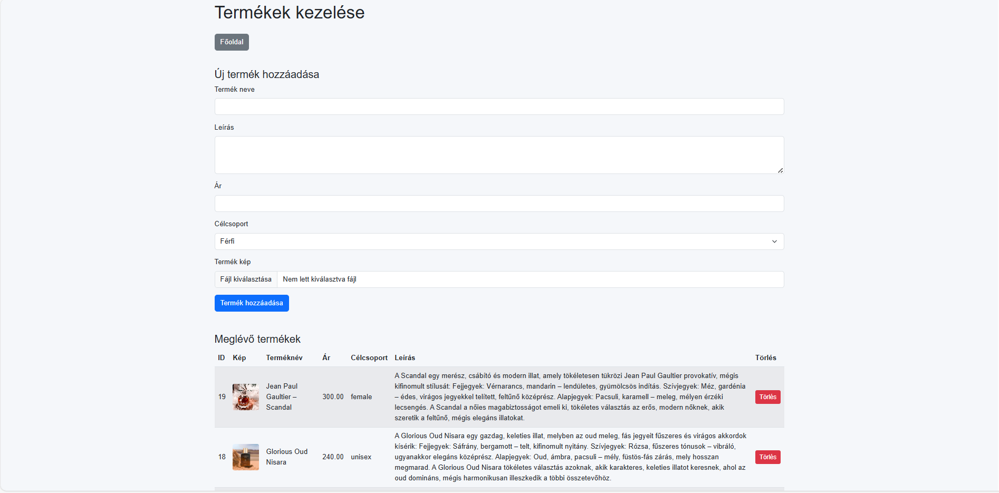 Termékek kezelése
Főoldal
Új termék hozzáadása
Termék neve
Leírás
Ár
Célcsoport
Férfi
Termék kép
Fájl kiválasztása Nem lett kiválasztva fájl
Termék hozzáadása
Meglévő termékek
ID Kép Terméknév Ár Célcsoport Leírás Törlés
19
Jean Paul
Gaultier –
Scandal
300.00
female
A Scandal egy merész, csábító és modern illat, amely tökéletesen tükrözi Jean Paul Gaultier provokatív, mégis
kifinomult stílusát: Fejjegyek: Vérnarancs, mandarin – lendületes, gyümölcsös indítás. Szívjegyek: Méz, gardénia
– édes, virágos jegyekkel telített, feltűnő középrész. Alapjegyek: Pacsuli, karamell – meleg, mélyen érzéki
lecsengés. A Scandal a nőies magabiztosságot emeli ki, tökéletes választás az erős, modern nőknek, akik
szeretik a feltűnő, mégis elegáns illatokat.
Törlés
18
Glorious Oud
Nisara
240.00
unisex
A Glorious Oud Nisara egy gazdag, keleties illat, melyben az oud meleg, fás jegyeit fűszeres és virágos akkordok
kísérik: Fejjegyek: Sáfrány, bergamott – telt, kifinomult nyitány. Szívjegyek: Rózsa, fűszeres tónusok – vibráló,
ugyanakkor elegáns középrész. Alapjegyek: Oud, ámbra, pacsuli – mély, füstös-fás zárás, mely hosszan
megmarad. A Glorious Oud Nisara tökéletes választás azoknak, akik karakteres, keleties illatot keresnek, ahol az
oud domináns, mégis harmonikusan illeszkedik a többi összetevőhöz.
Törlés